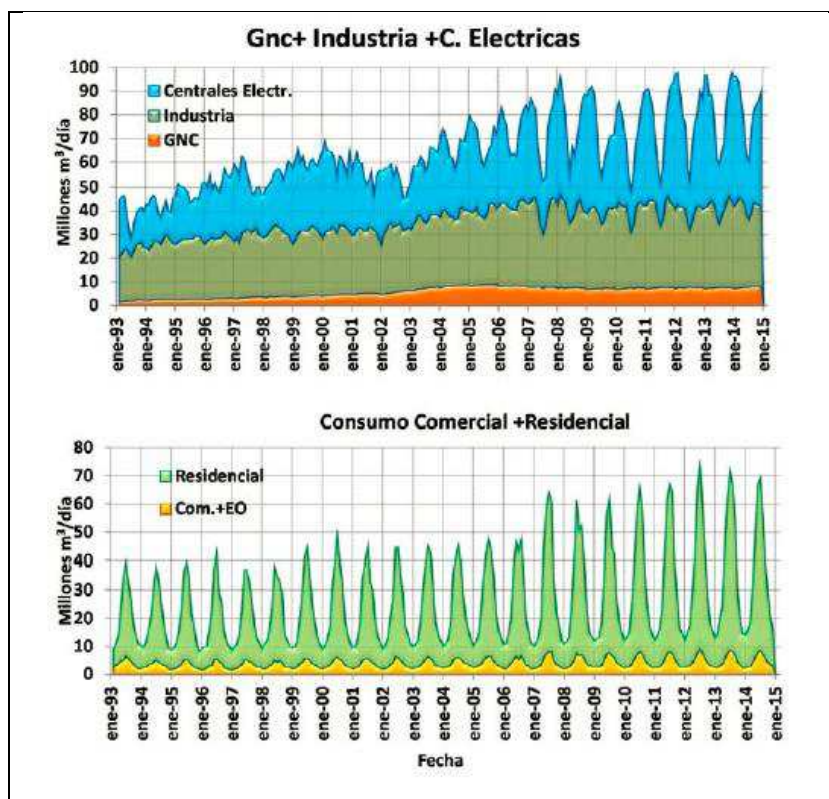 Gnc+ Industria +C. Electricas
Millones m³/día
100
90
80
70
60
50
40
30
20
10
0
Centrales Electr.
Industria
GNC
ene-93
ene-94
ene-95
ene-96
ene-97
ene-98
ene-99
ene-00
ene-01
ene-02
ene-03
ene-04
ene-05
ene-06
ene-07
ene-08
ene-09
ene-10
ene-11
ene-12
ene-13
ene-14
ene-15
Consumo Comercial +Residencial
Millones m³/día
80
70
60
50
40
30
20
10
0
Residencial
Com.+EO
ene-93
ene-94
ene-95
ene-96
ene-97
ene-98
ene-99
ene-00
ene-01
ene-02
ene-03
ene-04
ene-05
ene-06
ene-07
ene-08
ene-09
ene-10
ene-11
ene-12
ene-13
ene-14
ene-15
Fecha